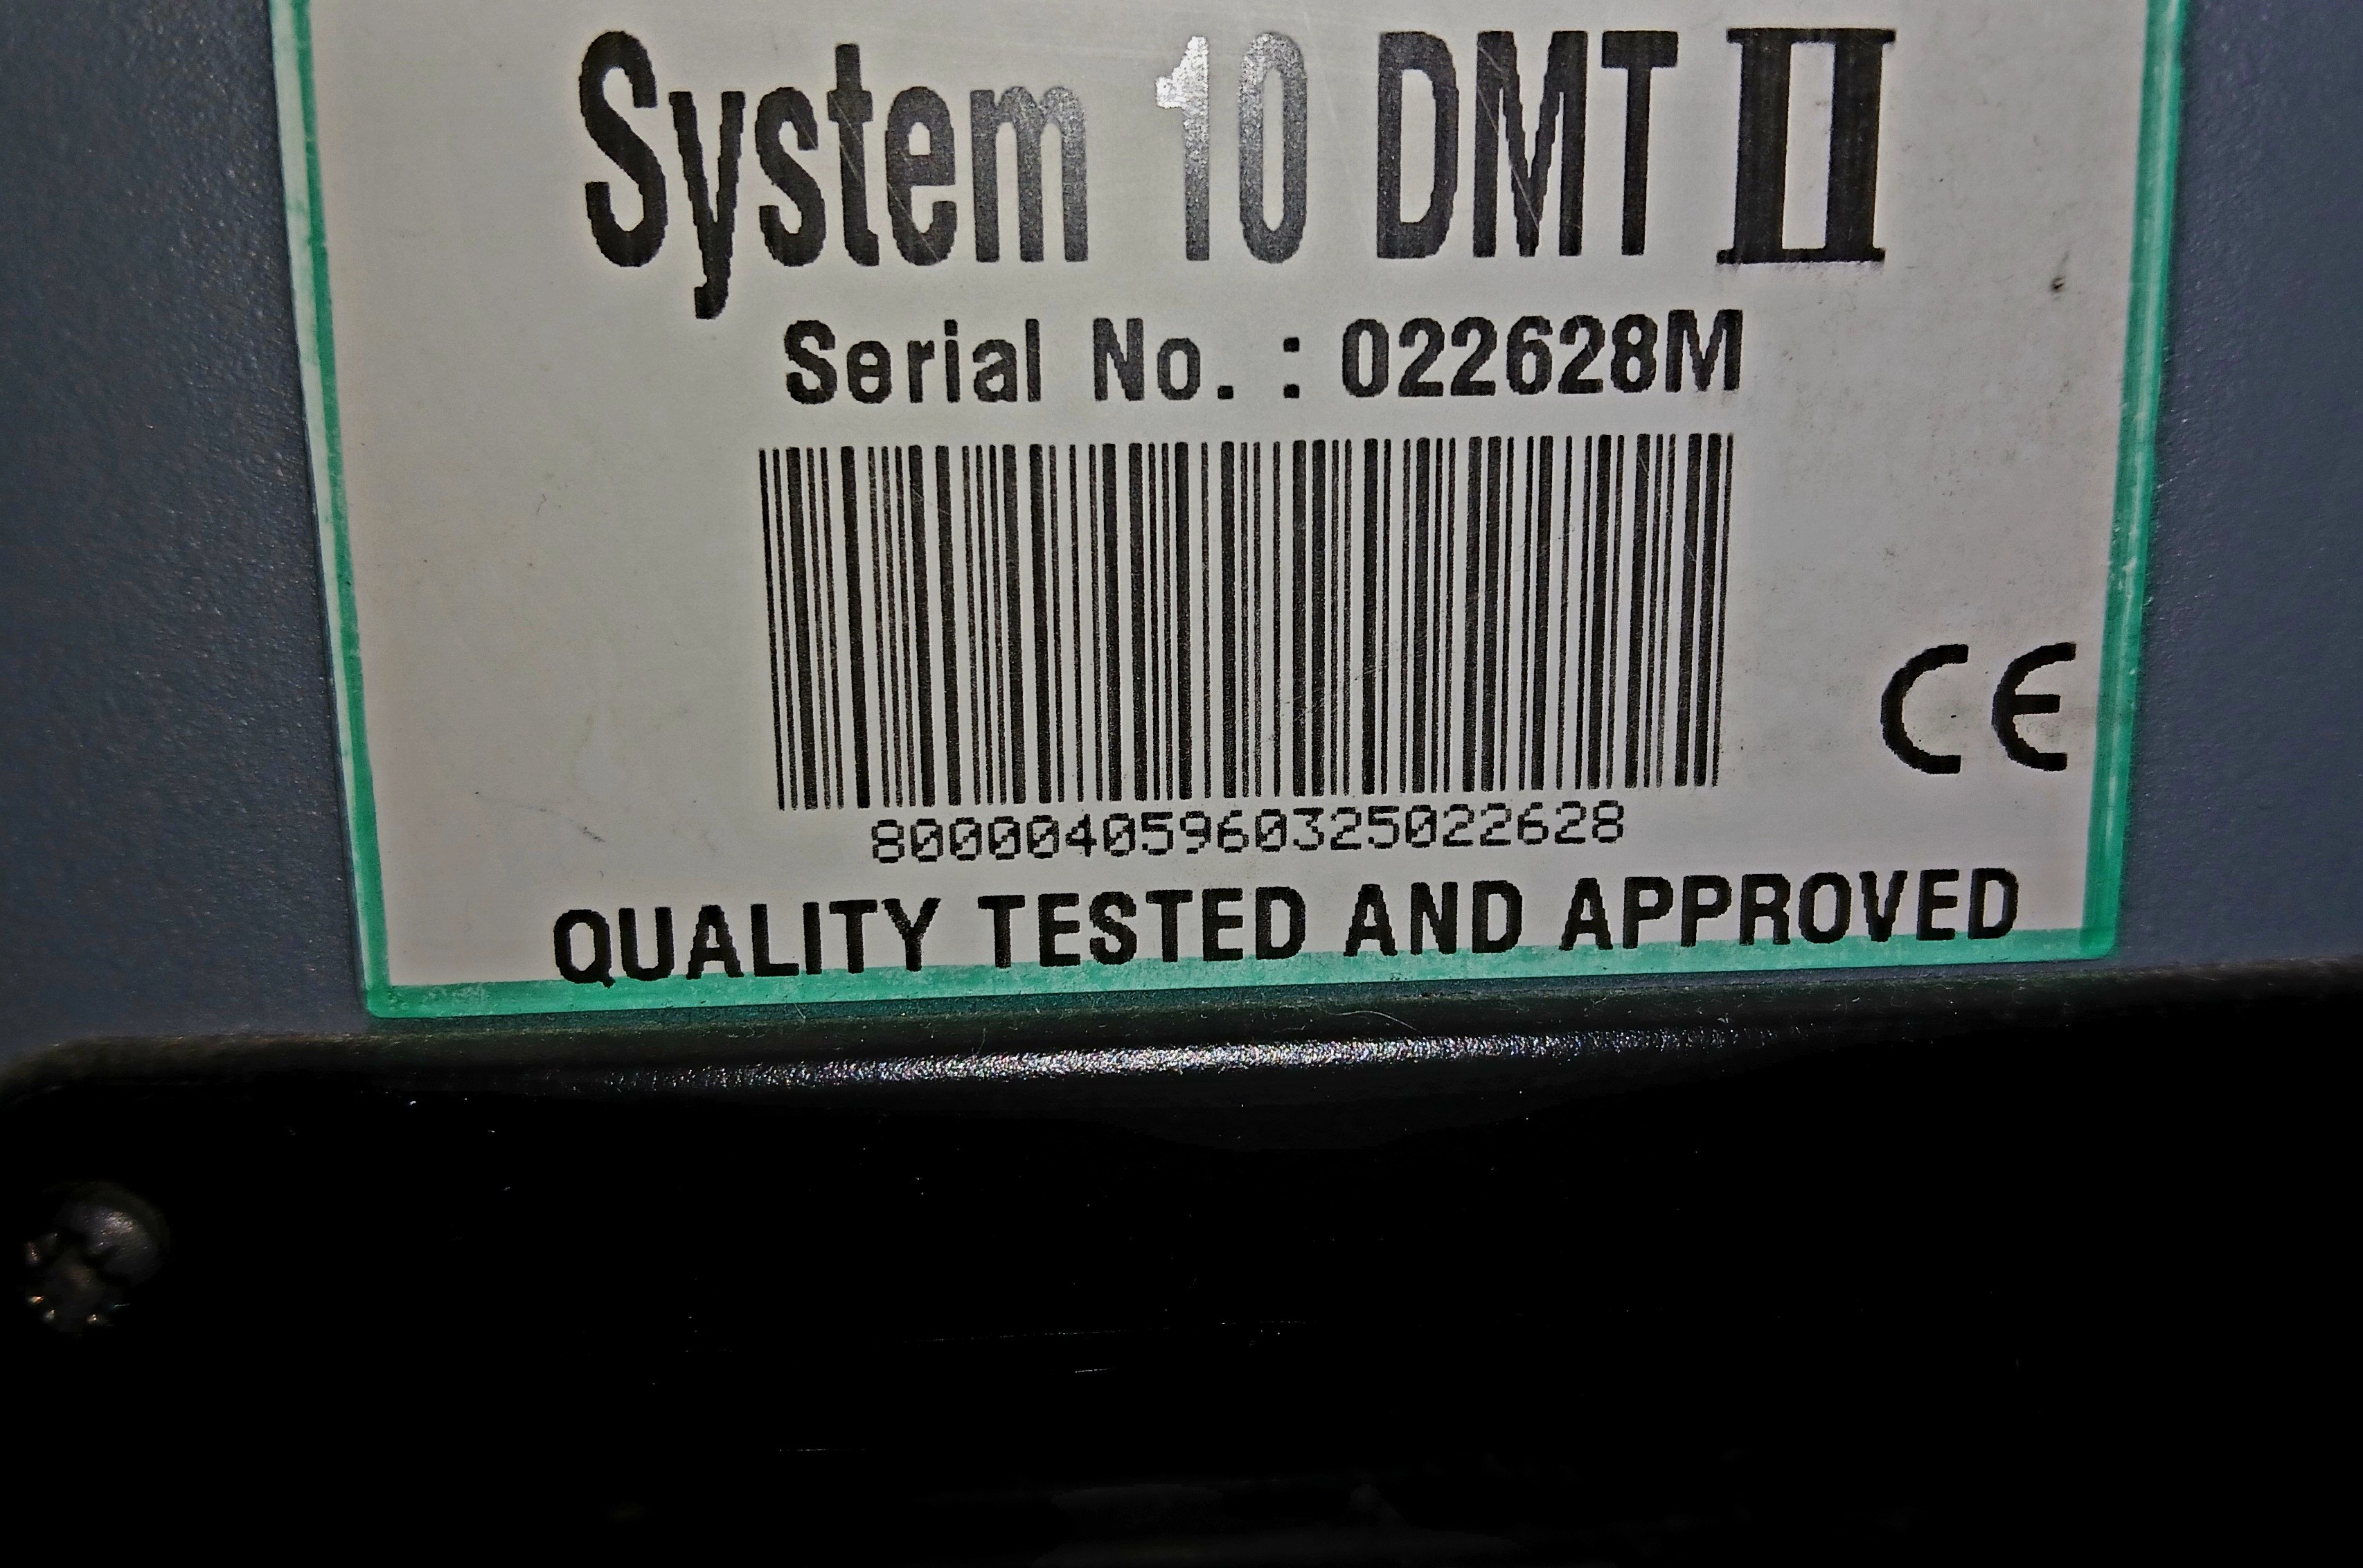 System 10 DMT II
Serial No. : 022628M
80000405960325022628
CE
QUALITY TESTED AND APPROVED